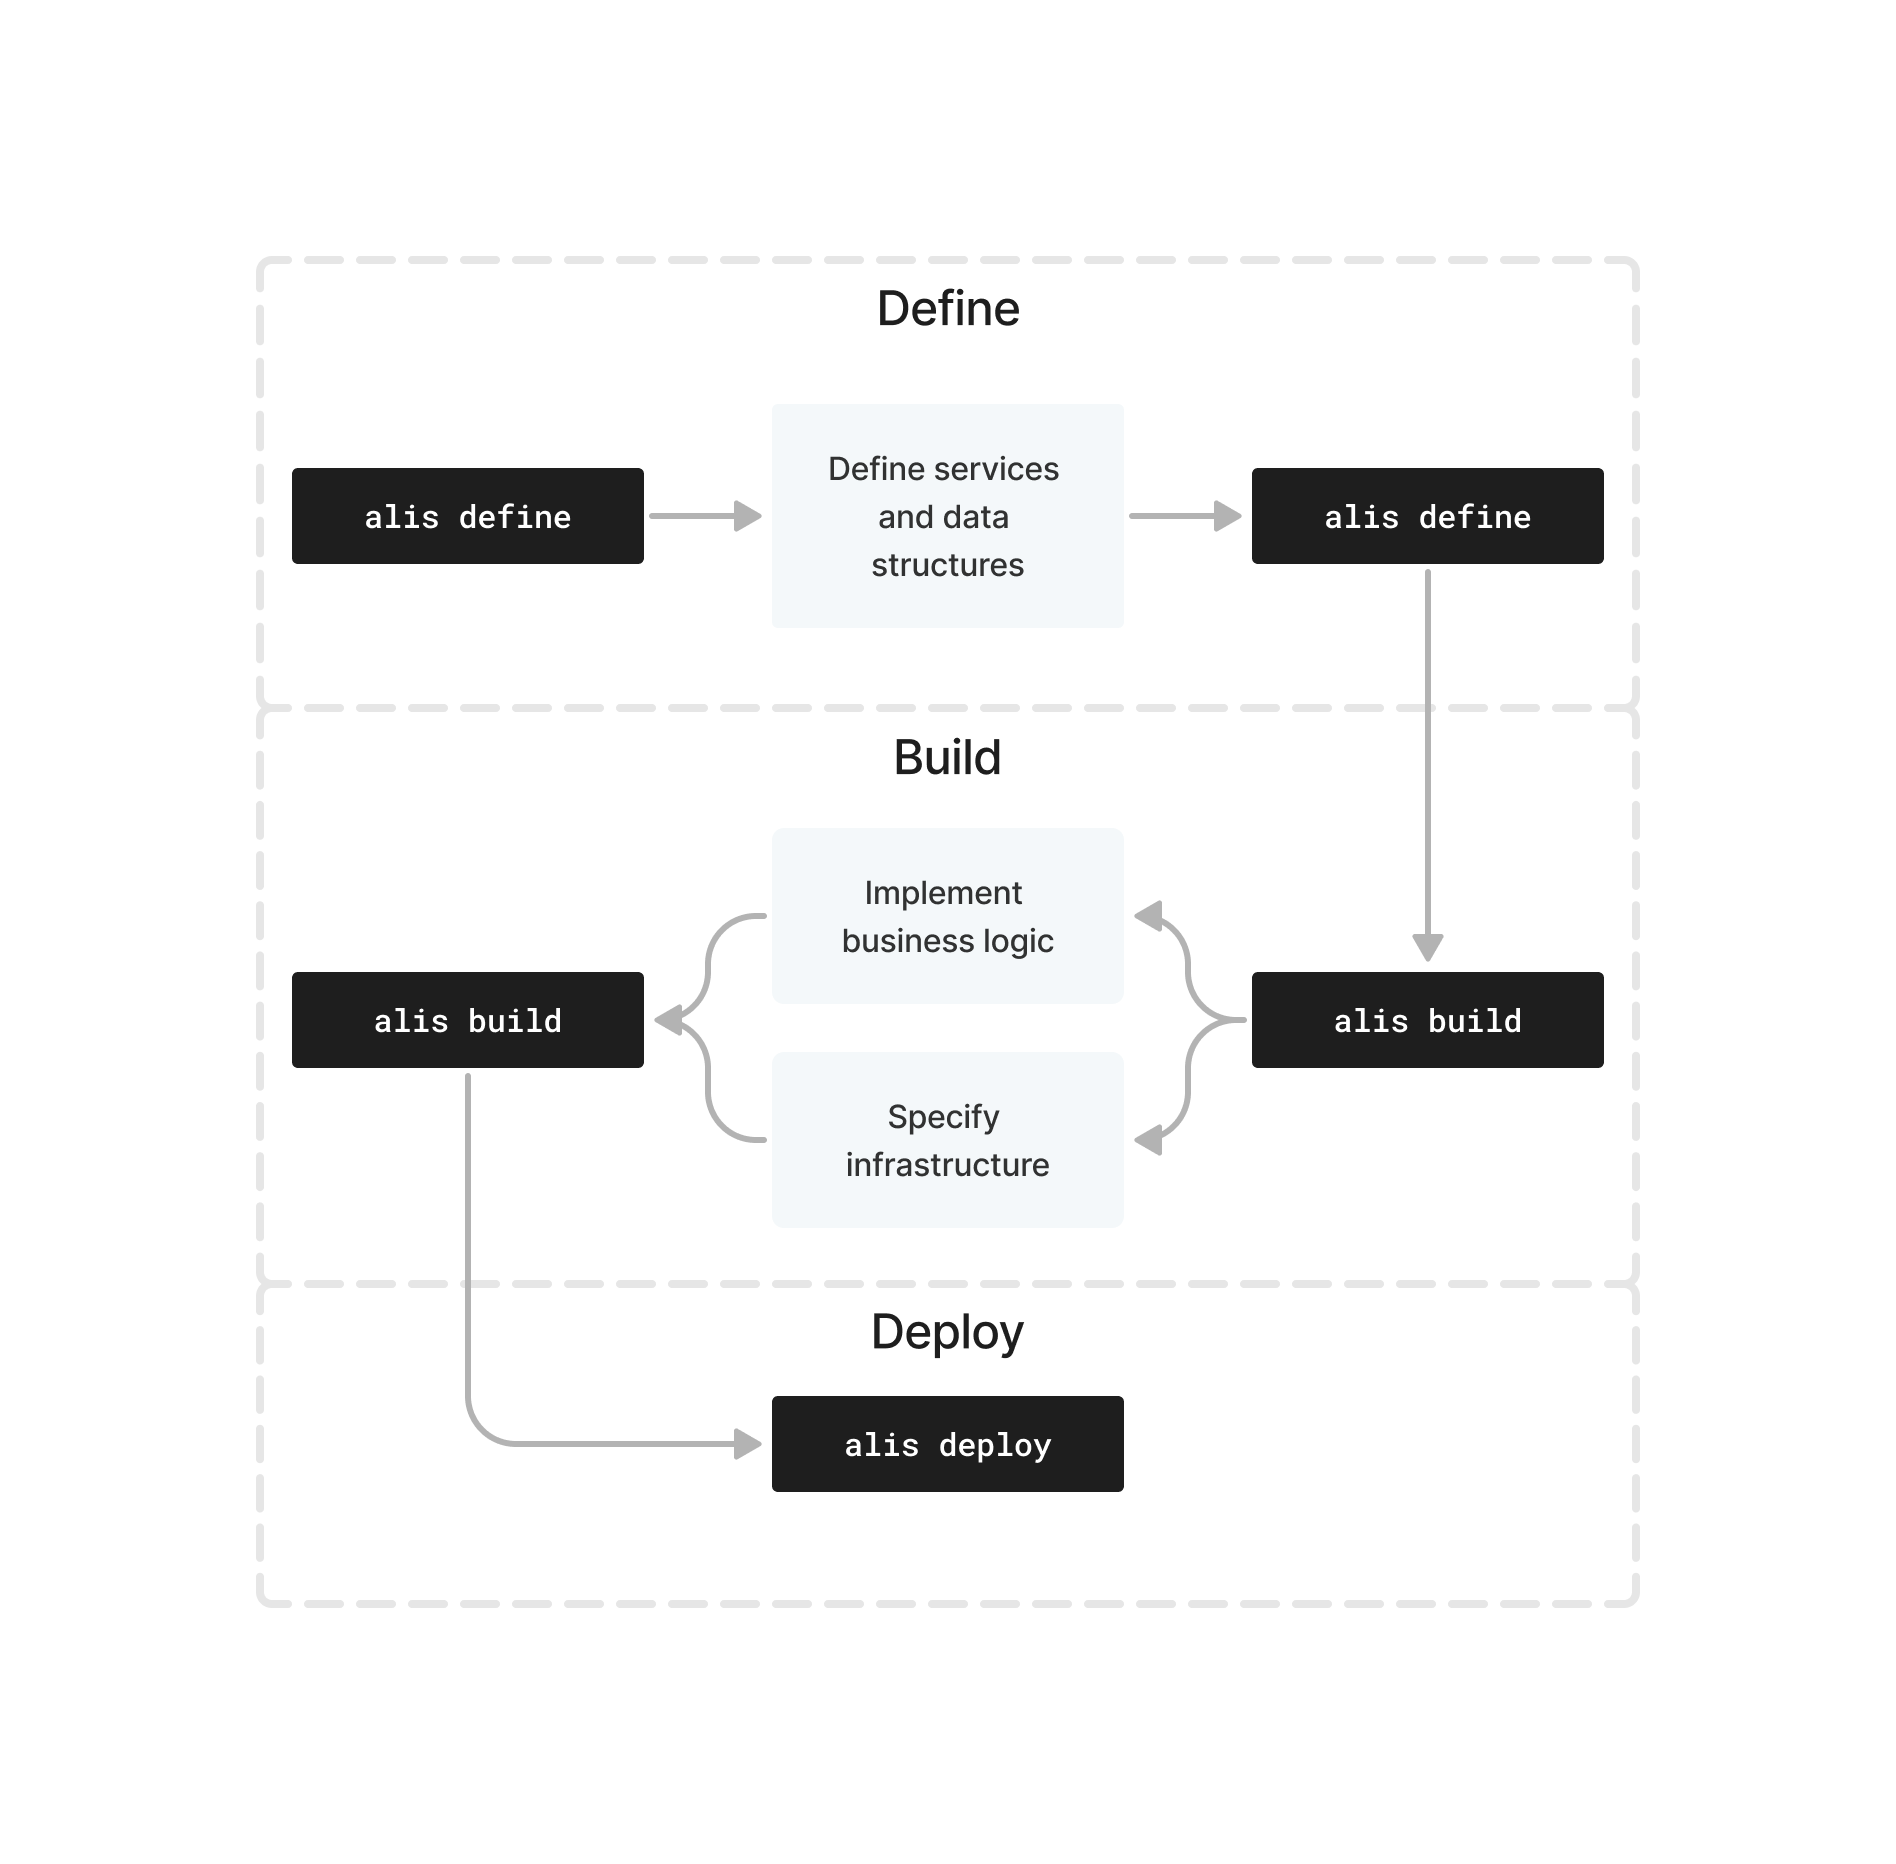 Define
alis define
Define services
and data
structures
alis define
Build
Implement
business logic
alis build
alis build
Specify
infrastructure
Deploy
alis deploy